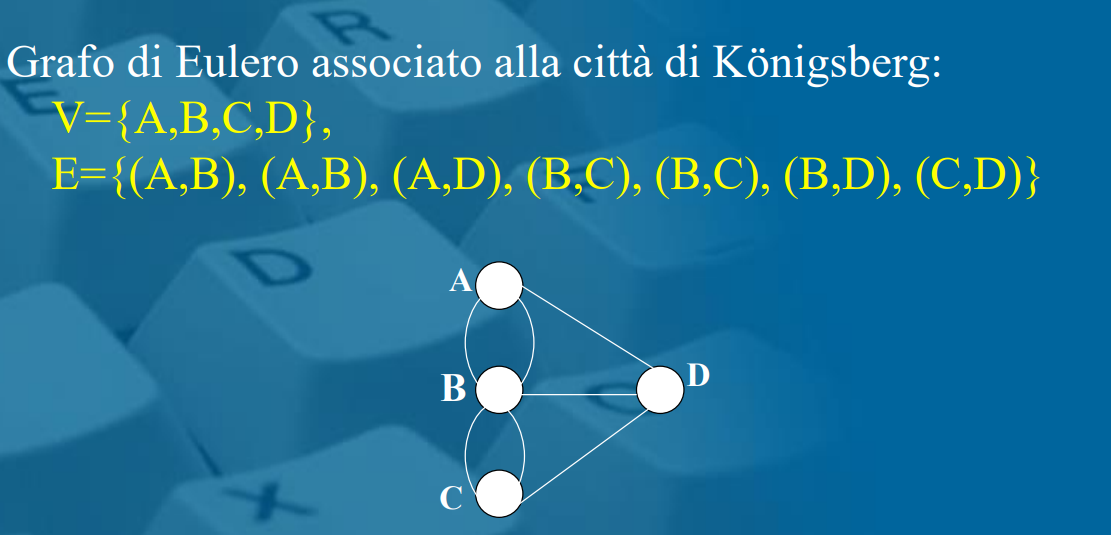 Grafo di Eulero associato alla città di Königsberg:
V={A,B,C,D},
E={(A,B), (A,B), (A,D), (B,C), (B,C), (B,D), (C,D)}
A
B
D
C
R
E
D
C
X